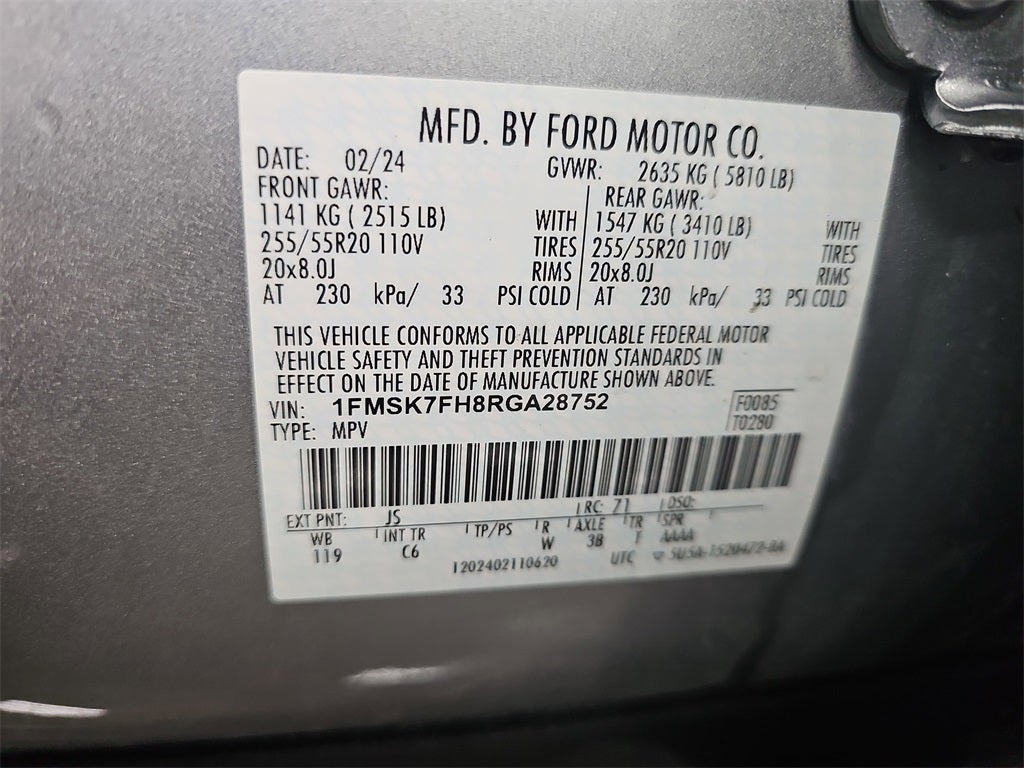 MFD. BY FORD MOTOR CO.
DATE: 02/24 GVWR: 2635 KG ( 5810 LB)
FRONT GAWR: REAR GAWR:
1141 KG ( 2515 LB) WITH 1547 KG ( 3410 LB) WITH
255/55R20 110V TIRES 255/55R20 110V TIRES
20x8.0J RIMS 20x8.0J RIMS
AT 230 kPa/ 33 PSI COLD AT 230 kPa/ 33 PSI COLD
THIS VEHICLE CONFORMS TO ALL APPLICABLE FEDERAL MOTOR
VEHICLE SAFETY AND THEFT PREVENTION STANDARDS IN
EFFECT ON THE DATE OF MANUFACTURE SHOWN ABOVE.
VIN: 1FMSK7FH8RGA28752 F0085
TYPE: MPV T0280
EXT PNT: JS RC: 71 DSO:
WB INT TR TP/PS R AXLE TR SPR
119 C6 W 3B T AAAA
1202402110620 UTC